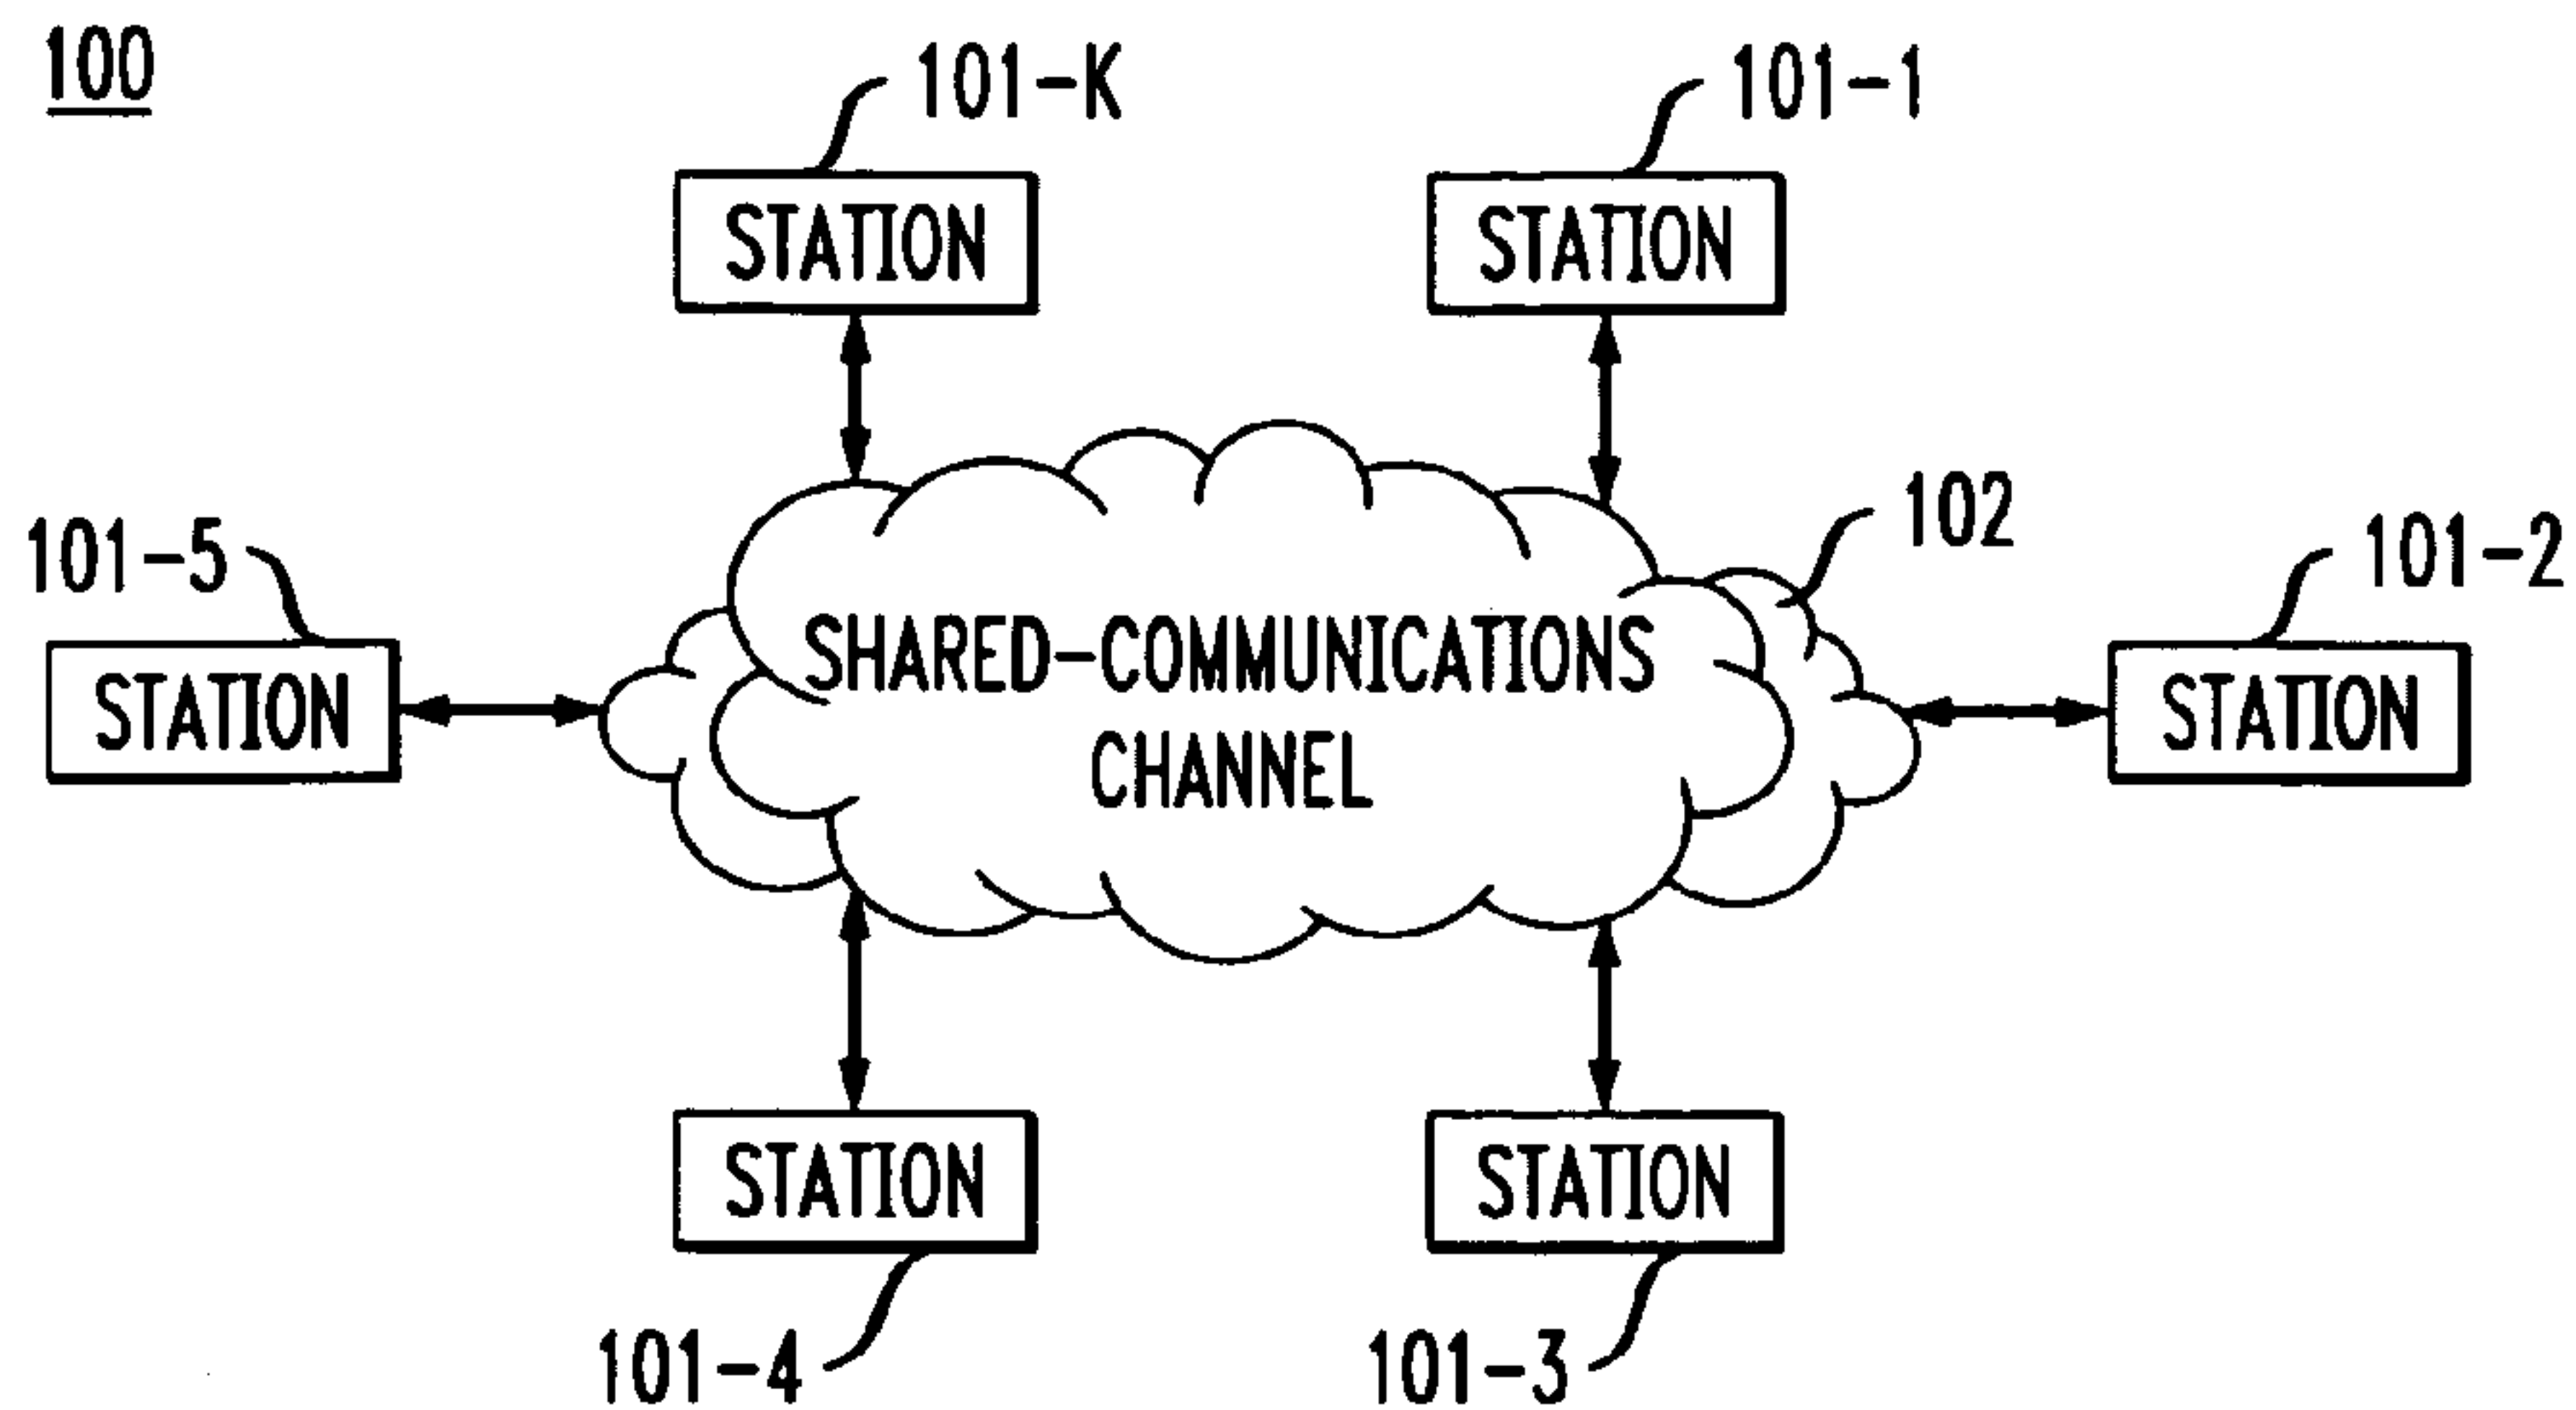 100
101-K
101-1
STATION
STATION
102
101-5
101-2
SHARED-COMMUNICATIONS
CHANNEL
STATION
STATION
STATION
STATION
101-4
101-3